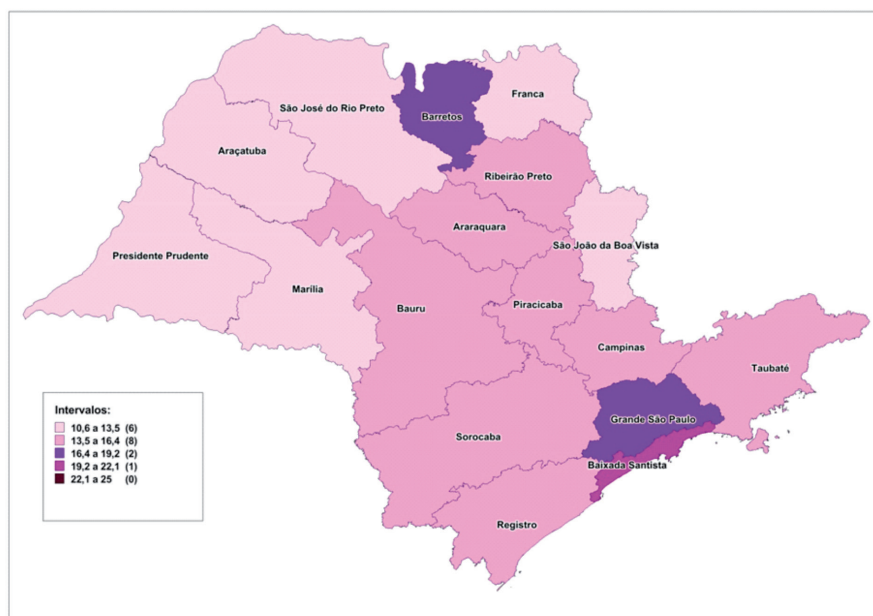 Franca
São José do Rio Preto
Barretos
Araçatuba
Ribeirão Preto
Araraquara
São João da Boa Vista
Presidente Prudente
Marília
Bauru
Piracicaba
Campinas
Taubaté
Grande São Paulo
Sorocaba
Baixada Santista
Registro
Intervalos:
10,6 a 13,5 (6)
13,5 a 16,4 (8)
16,4 a 19,2 (2)
19,2 a 22,1 (1)
22,1 a 25 (0)